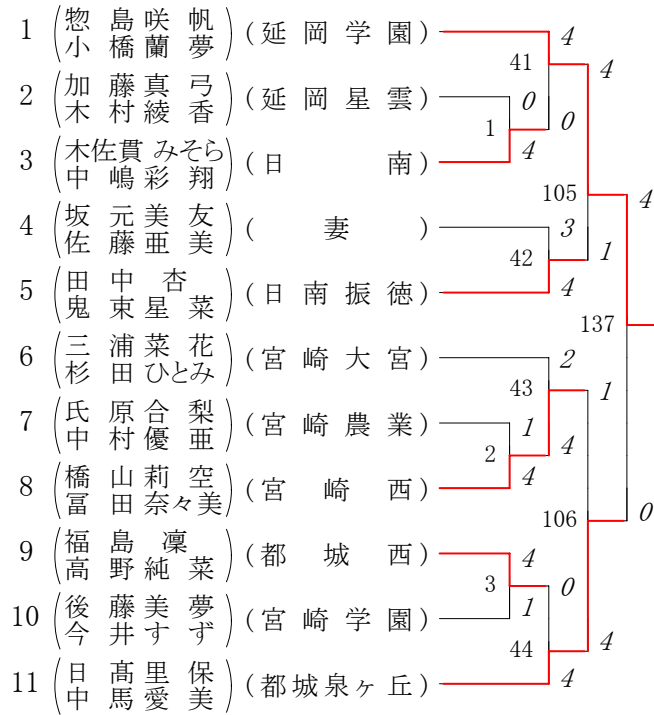 1 惣島咲帆 小橋蘭夢 (延岡学園)
2 加藤真弓 木村綾香 (延岡星雲)
3 木佐貫みそら 中嶋彩翔 (日南)
4 坂元美友 佐藤亜美 (妻)
5 田中杏 鬼束星菜 (日南振徳)
6 三浦菜花 杉田ひとみ (宮崎大宮)
7 氏原合梨 中村優亜 (宮崎農業)
8 橋山莉空 冨田奈々美 (宮崎西)
9 福島凜 高野純菜 (都城西)
10 後藤美夢 今井すず (宮崎学園)
11 日髙里保 中馬愛美 (都城泉ヶ丘)
4
41
4
0
1
0
4
105
4
3
42
1
4
137
2
43
1
1
2
4
4
106
0
4
3
0
1
44
4
4